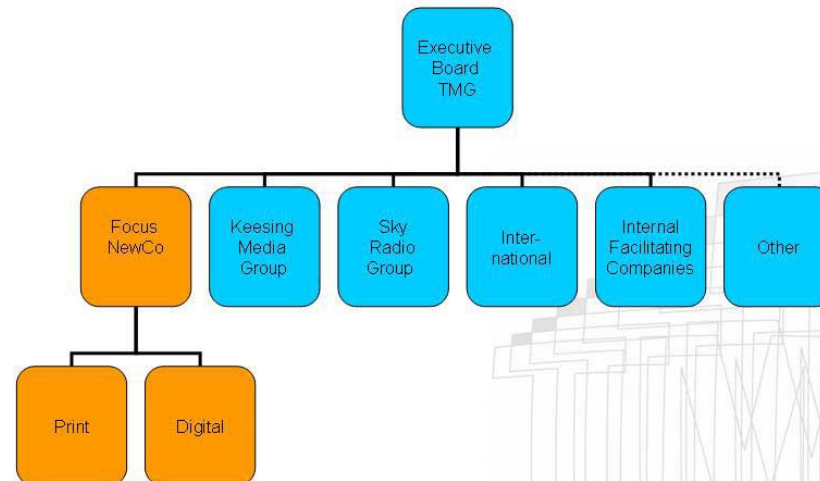 Executive
Board
TMG
Focus
NewCo
Keesing
Media
Group
Sky
Radio
Group
Inter-
national
Internal
Facilitating
Companies
Other
Print
Digital